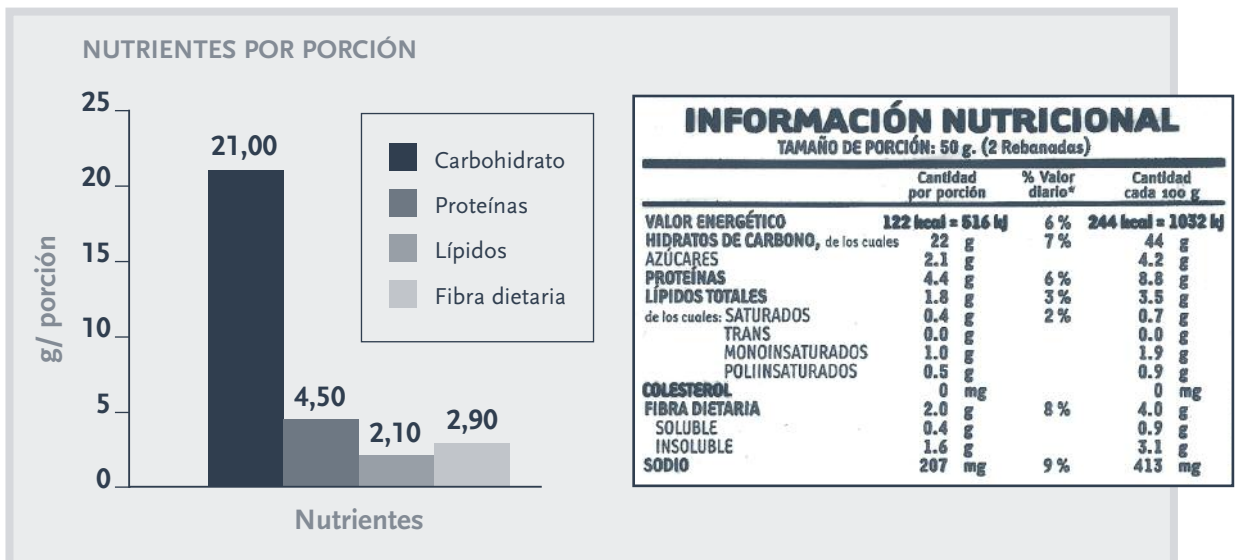 NUTRIENTES POR PORCIÓN
25
20
15
10
5
0
g/ porción
21,00
4,50
2,10
2,90
Nutrientes
Carbohidrato
Proteínas
Lípidos
Fibra dietaria
INFORMACIÓN NUTRICIONAL
TAMAÑO DE PORCIÓN: 50 g. (2 Rebanadas)
Cantidad por porción % Valor diario* Cantidad cada 100 g
VALOR ENERGÉTICO 122 kcal = 516 kJ 6 % 244 kcal = 1032 kJ
HIDRATOS DE CARBONO, de los cuales 22 g 7 % 44 g
AZÚCARES 2.1 g 4.2 g
PROTEÍNAS 4.4 g 6 % 8.8 g
LÍPIDOS TOTALES 1.8 g 3 % 3.5 g
de los cuales: SATURADOS 0.4 g 2 % 0.7 g
TRANS 0.0 g 0.0 g
MONOINSATURADOS 1.0 g 1.9 g
POLIINSATURADOS 0.5 g 0.9 g
COLESTEROL 0 mg 0 mg
FIBRA DIETARIA 2.0 g 8 % 4.0 g
SOLUBLE 0.4 g 0.9 g
INSOLUBLE 1.6 g 3.1 g
SODIO 207 mg 9 % 413 mg